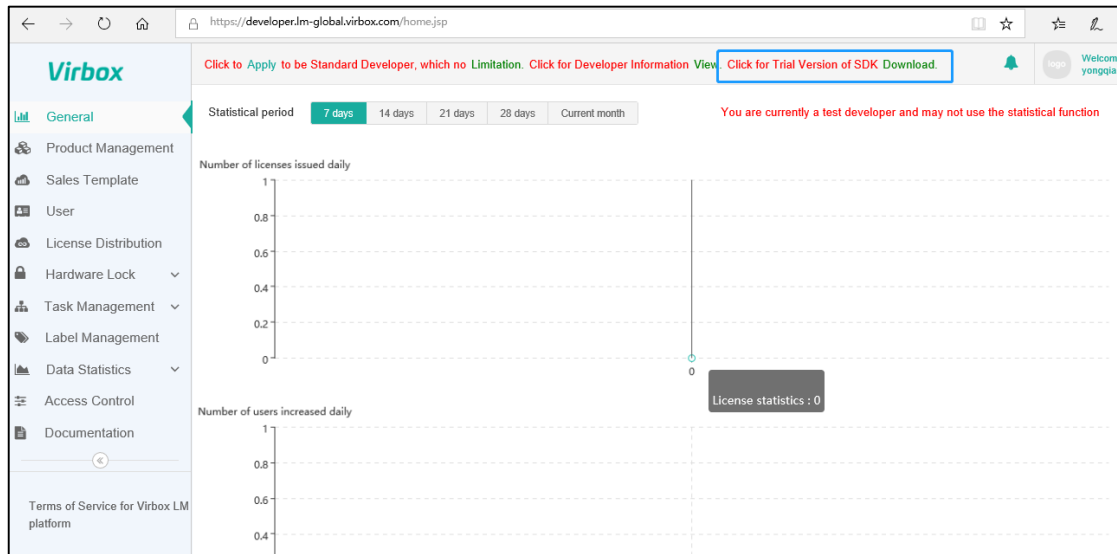 https://developer.lm-global.virbox.com/home.jsp
Virbox
Click to Apply to be Standard Developer, which no Limitation. Click for Developer Information View. Click for Trial Version of SDK Download.
logo
Welcom
yongqia
General
Product Management
Sales Template
User
License Distribution
Hardware Lock
Task Management
Label Management
Data Statistics
Access Control
Documentation
Terms of Service for Virbox LM
platform
Statistical period
7 days
14 days
21 days
28 days
Current month
You are currently a test developer and may not use the statistical function
Number of licenses issued daily
1
0.8
0.6
0.4
0.2
0
0
License statistics : 0
Number of users increased daily
1
0.8
0.6
0.4